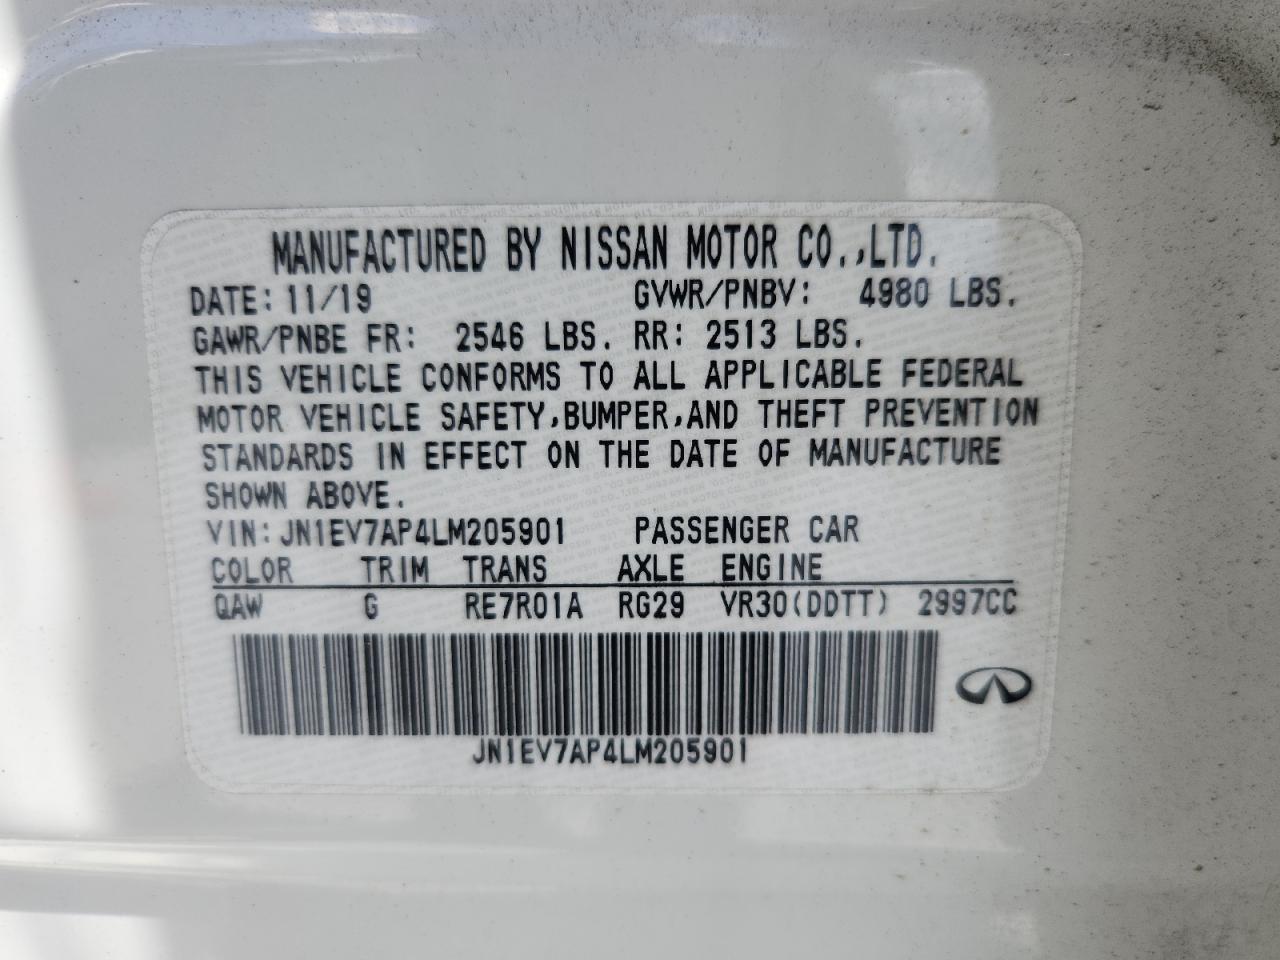 MANUFACTURED BY NISSAN MOTOR CO.,LTD.
DATE: 11/19 GVWR/PNBV: 4980 LBS.
GAWR/PNBE FR: 2546 LBS. RR: 2513 LBS.
THIS VEHICLE CONFORMS TO ALL APPLICABLE FEDERAL
MOTOR VEHICLE SAFETY,BUMPER,AND THEFT PREVENTION
STANDARDS IN EFFECT ON THE DATE OF MANUFACTURE
SHOWN ABOVE.
VIN: JN1EV7AP4LM205901 PASSENGER CAR
COLOR TRIM TRANS AXLE ENGINE
QAW G RE7R01A RG29 VR30(DDTT) 2997CC
JN1EV7AP4LM205901